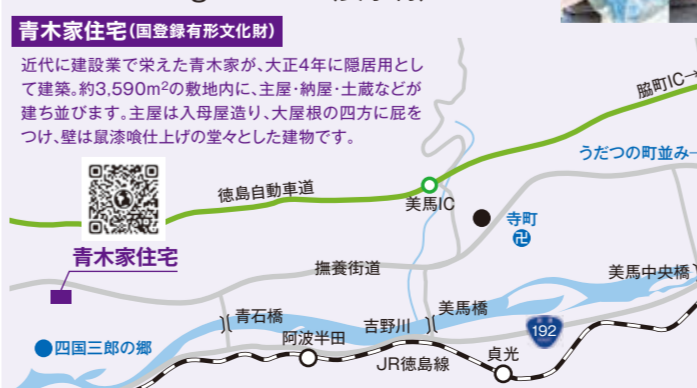 青木家住宅(国登録有形文化財)
近代に建設業で栄えた青木家が、大正4年に隠居用とし
て建築。約3,590m²の敷地内に、主屋・納屋・土蔵などが
建ち並びます。主屋は入母屋造り、大屋根の四方に屁を
つけ、壁は鼠漆喰仕上げの堂々とした建物です。
脇町IC→
うだつの町並み
徳島自動車道
美馬IC
寺町
卍
青木家住宅
撫養街道
美馬中央橋
青石橋
美馬橋
吉野川
国道
192
阿波半田
四国三郎の郷
JR徳島線
貞光